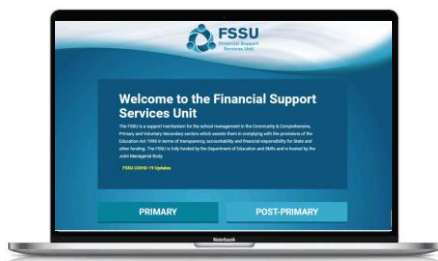 FSSU
Financial Support
Services Unit
Welcome to the Financial Support
Services Unit
The FSSU is a support mechanism for the school management in the Community & Comprehensive,
Primary and Voluntary Secondary sectors which assists them in complying with the provisions of the
Education Act 1998 in terms of transparency, accountability and financial responsibility for State and
other funding. The FSSU is fully funded by the Department of Education and Skills and is hosted by the
Joint Managerial Body.
FSSU COVID-19 Updates
PRIMARY
POST-PRIMARY
Notebook